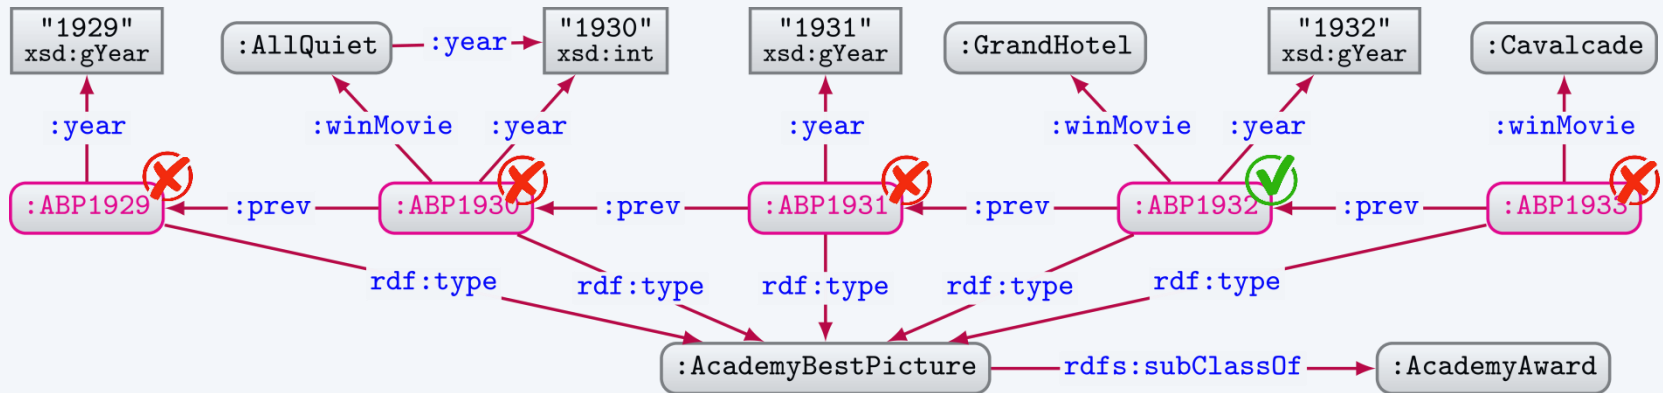 "1929"
xsd:gYear
:AllQuiet
:year
"1930"
xsd:int
"1931"
xsd:gYear
:GrandHotel
"1932"
xsd:gYear
:Cavalcade
:year
:winMovie
:year
:year
:winMovie
:year
:winMovie
:ABP1929
:prev
:ABP1930
:prev
:ABP1931
:prev
:ABP1932
:prev
:ABP1933
rdf:type
rdf:type
rdf:type
rdf:type
rdf:type
:AcademyBestPicture
rdfs:subClassOf
:AcademyAward